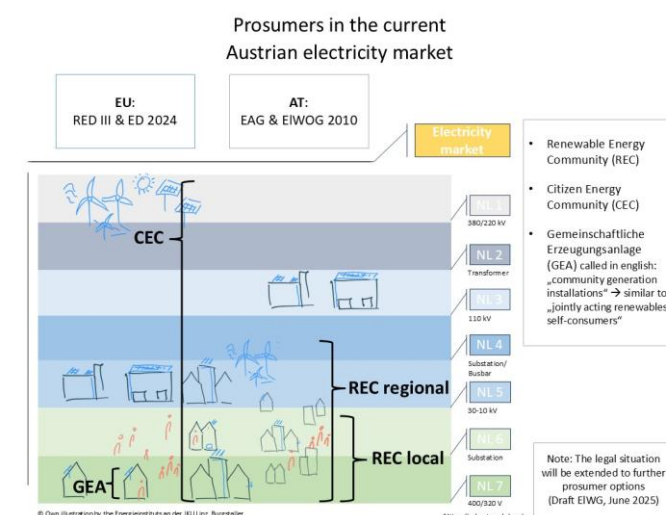 Prosumers in the current
Austrian electricity market
EU:
RED III & ED 2024
AT:
EAG & ElWOG 2010
Electricity
market
• Renewable Energy
Community (REC)
• Citizen Energy
Community (CEC)
• Gemeinschaftliche
Erzeugungsanlage
(GEA) called in english:
„community generation
installations“ → similar to
„jointly acting renewables
self-consumers“
NL 1
380/220 kV
NL 2
Transformer
NL 3
110 kV
NL 4
Substation/
Busbar
NL 5
30-10 kV
NL 6
Substation
NL 7
400/320 V
CEC
REC regional
REC local
GEA
Note: The legal situation
will be extended to further
prosumer options
(Draft ElWG, June 2025)
© Own illustration by the Energieinstitut an der JKU Linz,